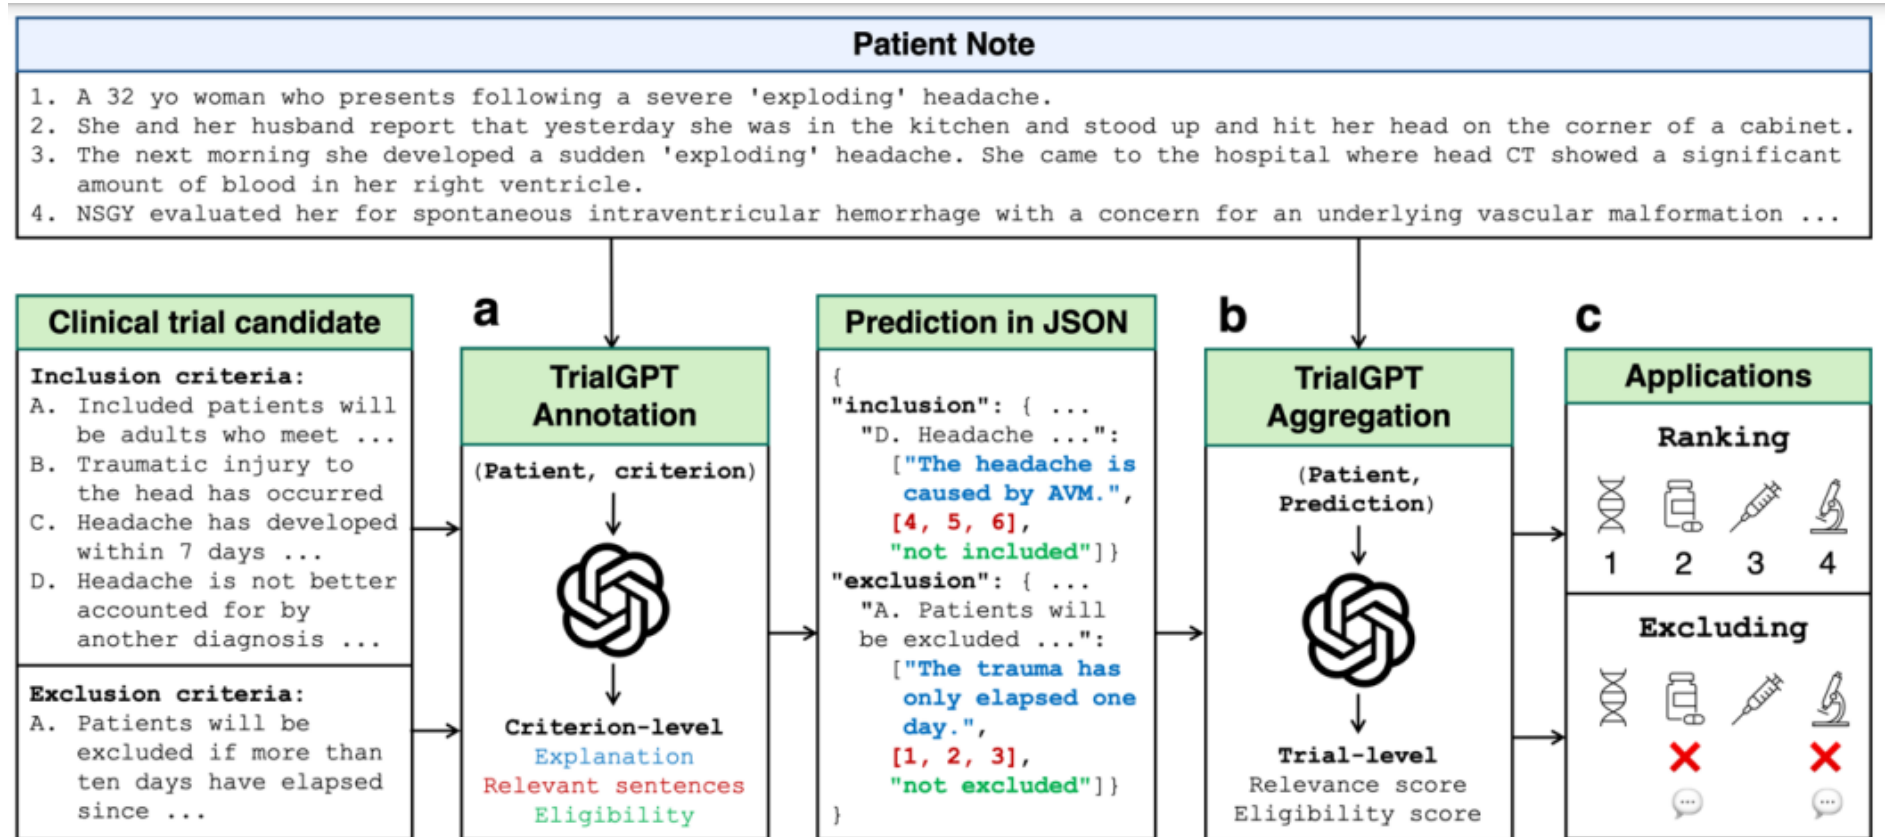 Patient Note
1. A 32 yo woman who presents following a severe 'exploding' headache.
2. She and her husband report that yesterday she was in the kitchen and stood up and hit her head on the corner of a cabinet.
3. The next morning she developed a sudden 'exploding' headache. She came to the hospital where head CT showed a significant
amount of blood in her right ventricle.
4. NSGY evaluated her for spontaneous intraventricular hemorrhage with a concern for an underlying vascular malformation ...
Clinical trial candidate
Inclusion criteria:
A. Included patients will
be adults who meet ...
B. Traumatic injury to
the head has occurred
C. Headache has developed
within 7 days ...
D. Headache is not better
accounted for by
another diagnosis ...
Exclusion criteria:
A. Patients will be
excluded if more than
ten days have elapsed
since ...
a
TrialGPT
Annotation
(Patient, criterion)
Criterion-level
Explanation
Relevant sentences
Eligibility
Prediction in JSON
{
"inclusion": { ...
"D. Headache ...":
["The headache is
caused by AVM.",
[4, 5, 6],
"not included"]}
"exclusion": { ...
"A. Patients will
be excluded ...":
["The trauma has
only elapsed one
day.",
[1, 2, 3],
"not excluded"]}
}
b
TrialGPT
Aggregation
(Patient,
Prediction)
Trial-level
Relevance score
Eligibility score
c
Applications
Ranking
1 2 3 4
Excluding